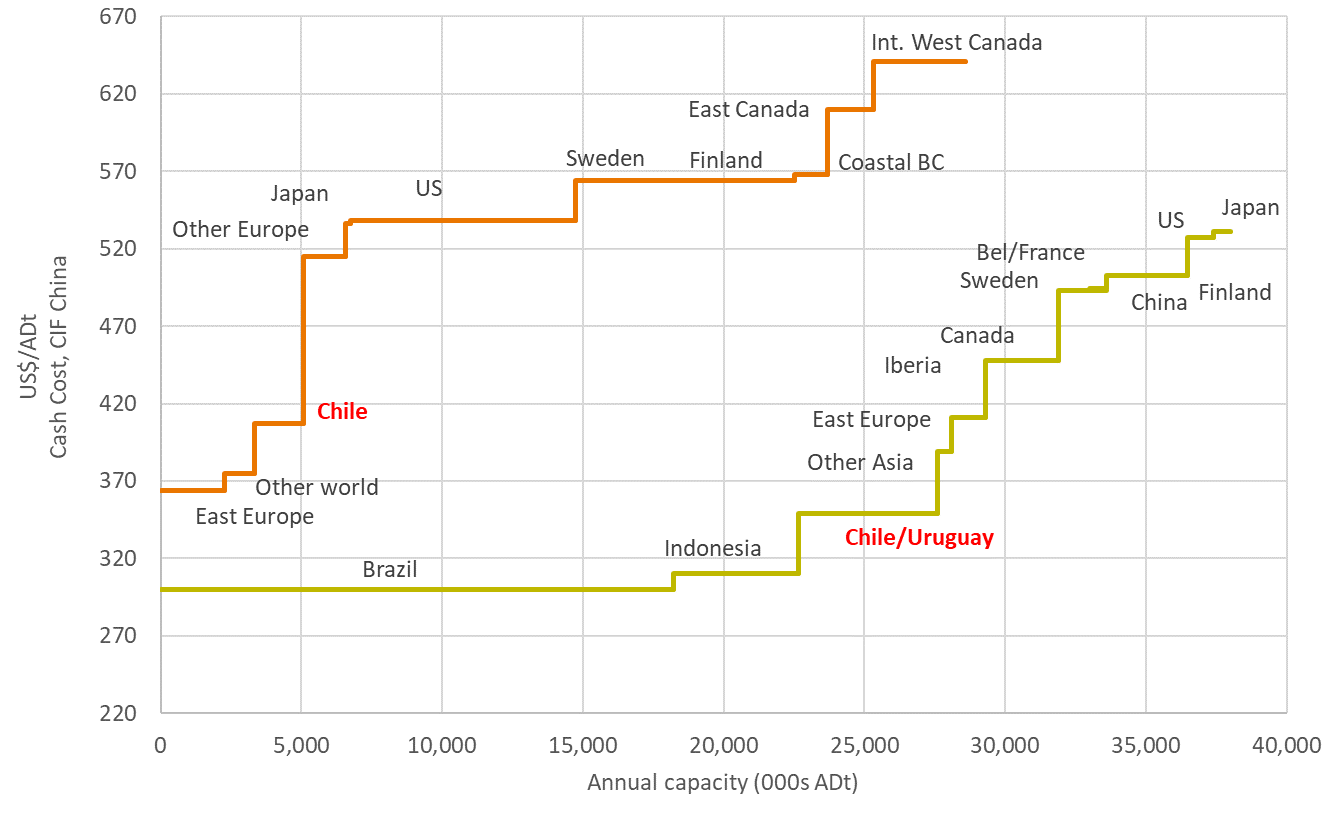 670
620
570
520
470
420
370
320
270
220
US$/ADt
Cash Cost, CIF China
Int. West Canada
East Canada
Sweden
Finland
Coastal BC
Japan
US
Other Europe
US
Japan
Bel/France
Sweden
China
Finland
Canada
Iberia
Chile
East Europe
Other Asia
Other world
East Europe
Chile/Uruguay
Indonesia
Brazil
0
5,000
10,000
15,000
20,000
25,000
30,000
35,000
40,000
Annual capacity (000s ADt)